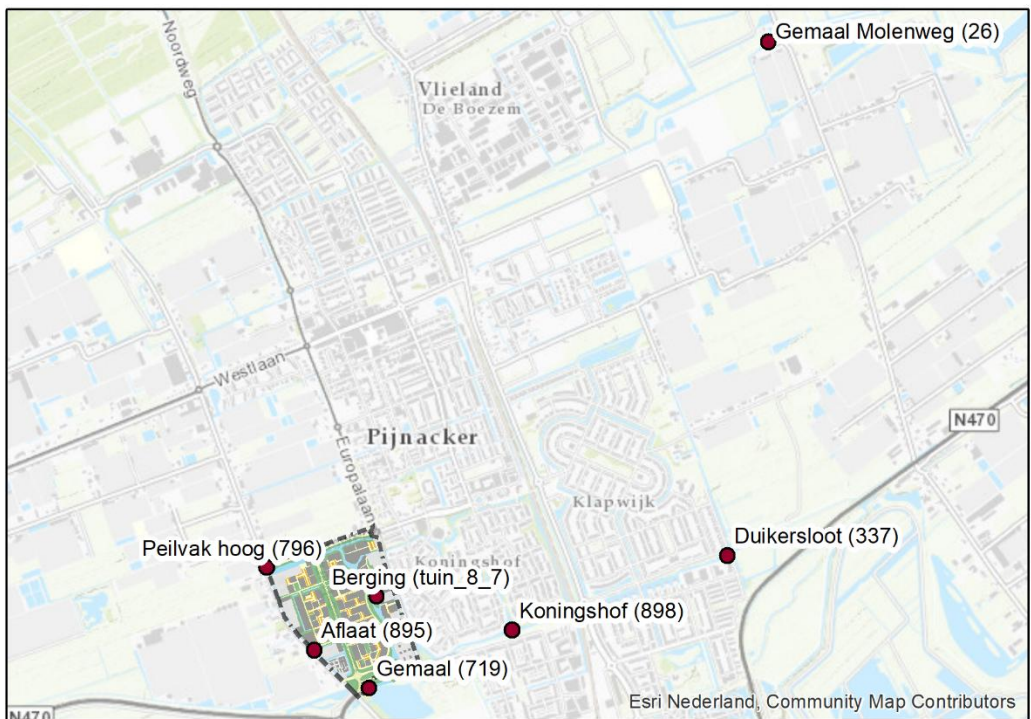 Gemaal Molenweg (26)
Noordweg
Vlieland
De Boezem
Westlaan
Europalaan
Pijnacker
N470
Klapwijk
Duikersloot (337)
Peilvak hoog (796)
Koningshof
Berging (tuin_8_7)
Koningshof (898)
Aflaat (895)
Gemaal (719)
Esri Nederland, Community Map Contributors
N470